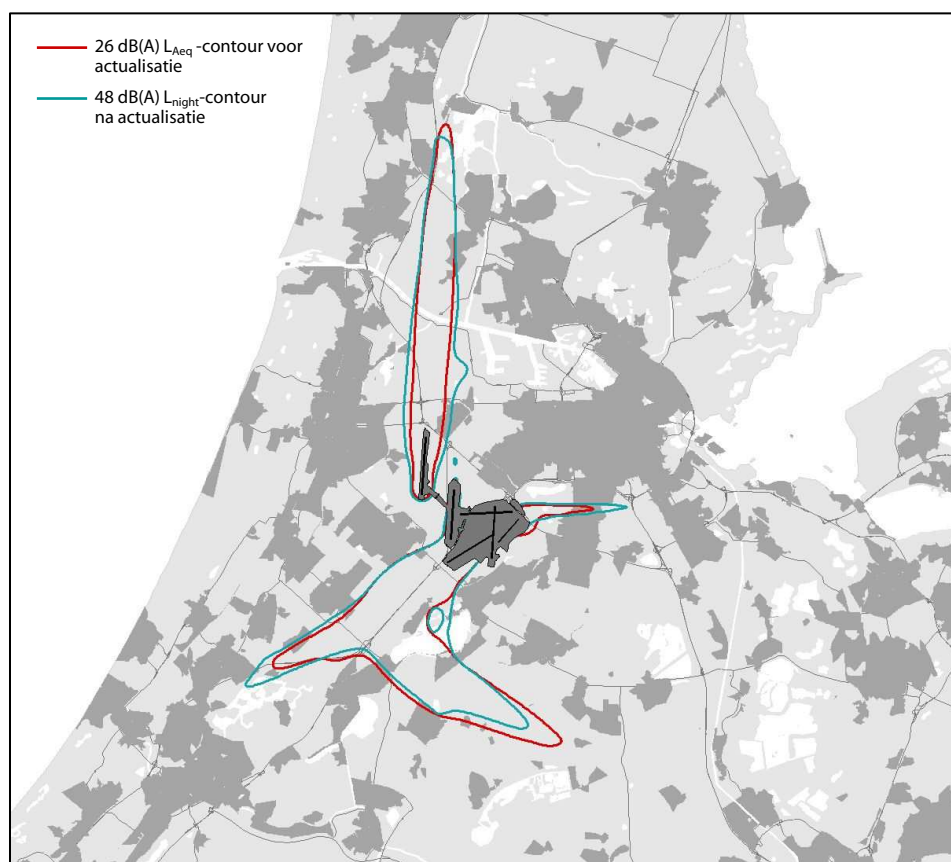 26 dB(A) LAeq -contour voor
actualisatie
48 dB(A) Lnight-contour
na actualisatie